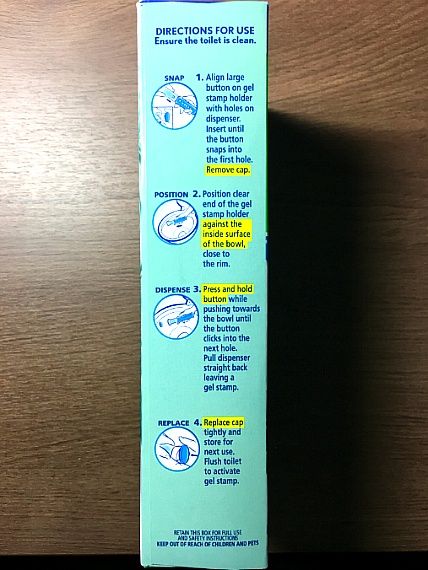 DIRECTIONS FOR USE
Ensure the toilet is clean.
SNAP
1. Align large
button on gel
stamp holder
with holes on
dispenser.
Insert until
the button
snaps into
the first hole.
Remove cap.
POSITION
2. Position clear
end of the gel
stamp holder
against the
inside surface
of the bowl,
close to
the rim.
DISPENSE
3. Press and hold
button while
pushing towards
the bowl until
the button
clicks into the
next hole.
Pull dispenser
straight back
leaving a
gel stamp.
REPLACE
4. Replace cap
tightly and
store for
next use.
Flush toilet
to activate
gel stamp.
RETAIN THIS BOX FOR FULL USE
AND SAFETY INSTRUCTIONS
KEEP OUT OF REACH OF CHILDREN AND PETS